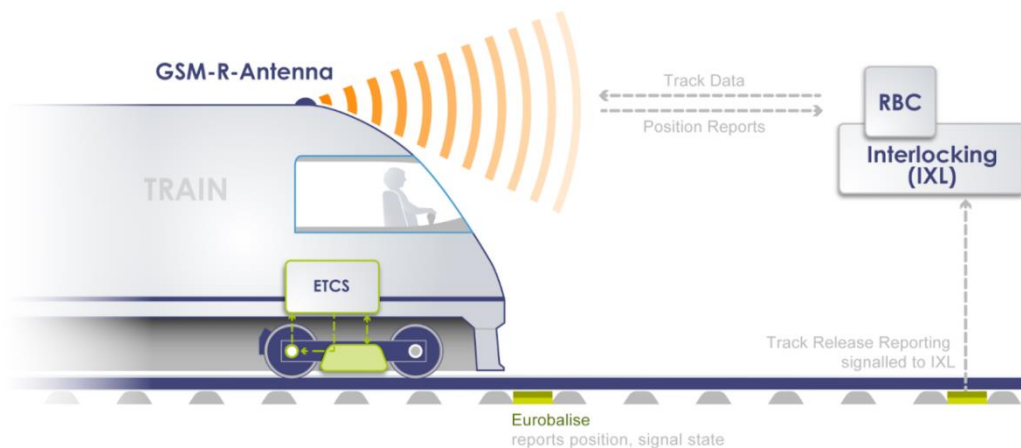 GSM-R-Antenna
Track Data
Position Reports
RBC
Interlocking
(IXL)
TRAIN
ETCS
Track Release Reporting
signalled to IXL
Eurobalise
reports position, signal state